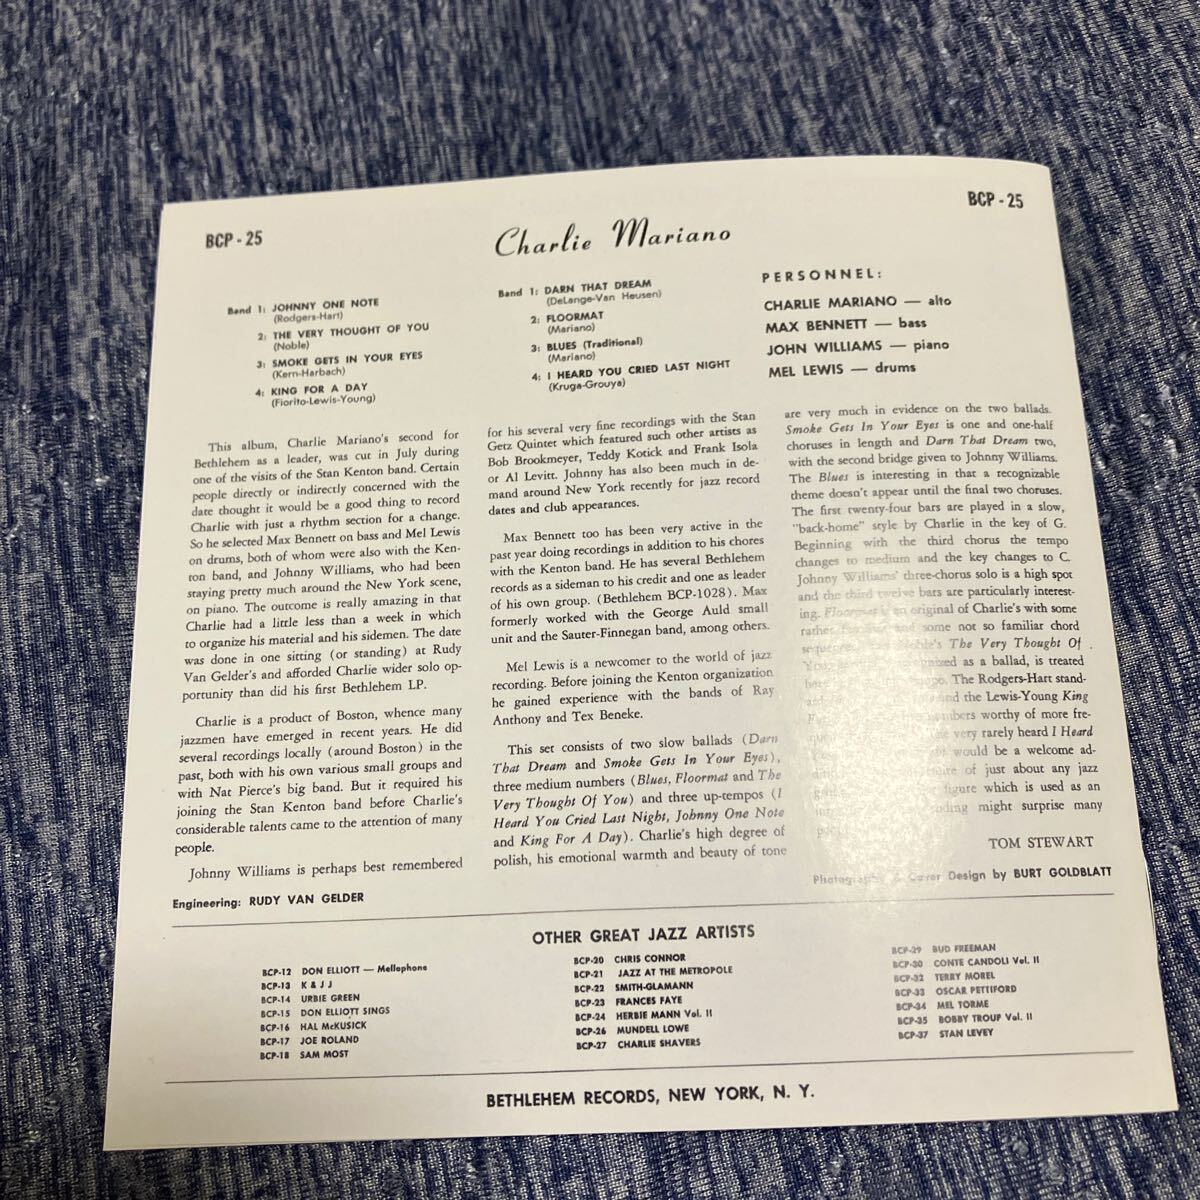 BCP - 25
BCP - 25
Charlie Mariano
Band 1: JOHNNY ONE NOTE
(Rodgers-Hart)
2: THE VERY THOUGHT OF YOU
(Noble)
3: SMOKE GETS IN YOUR EYES
(Kern-Harbach)
4: KING FOR A DAY
(Fiorito-Lewis-Young)
Band 1: DARN THAT DREAM
(DeLange-Van Heusen)
2: FLOORMAT
(Mariano)
3: BLUES (Traditional)
(Mariano)
4: I HEARD YOU CRIED LAST NIGHT
(Kruga-Grouya)
PERSONNEL:
CHARLIE MARIANO — alto
MAX BENNETT — bass
JOHN WILLIAMS — piano
MEL LEWIS — drums
This album, Charlie Mariano's second for
Bethlehem as a leader, was cut in July during
one of the visits of the Stan Kenton band. Certain
people directly or indirectly concerned with the
date thought it would be a good thing to record
Charlie with just a rhythm section for a change.
So he selected Max Bennett on bass and Mel Lewis
on drums, both of whom were also with the Ken-
ton band, and Johnny Williams, who had been
staying pretty much around the New York scene,
on piano. The outcome is really amazing in that
Charlie had a little less than a week in which
to organize his material and his sidemen. The date
was done in one sitting (or standing) at Rudy
Van Gelder's and afforded Charlie wider solo op-
portunity than did his first Bethlehem LP.
Charlie is a product of Boston, whence many
jazzmen have emerged in recent years. He did
several recordings locally (around Boston) in the
past, both with his own various small groups and
with Nat Pierce's big band. But it required his
joining the Stan Kenton band before Charlie's
considerable talents came to the attention of many
people.
Johnny Williams is perhaps best remembered
for his several very fine recordings with the Stan
Getz Quintet which featured such other artists as
Bob Brookmeyer, Teddy Kotick and Frank Isola
or Al Levitt. Johnny has also been much in de-
mand around New York recently for jazz record
dates and club appearances.
Max Bennett too has been very active in the
past year doing recordings in addition to his chores
with the Kenton band. He has several Bethlehem
records as a sideman to his credit and one as leader
of his own group. (Bethlehem BCP-1028). Max
formerly worked with the George Auld small
unit and the Sauter-Finnegan band, among others.
Mel Lewis is a newcomer to the world of jazz
recording. Before joining the Kenton organization
he gained experience with the bands of Ray
Anthony and Tex Beneke.
This set consists of two slow ballads (Darn
That Dream and Smoke Gets In Your Eyes),
three medium numbers (Blues, Floormat and The
Very Thought Of You) and three up-tempos (I
Heard You Cried Last Night, Johnny One Note
and King For A Day). Charlie's high degree of
polish, his emotional warmth and beauty of tone
are very much in evidence on the two ballads.
Smoke Gets In Your Eyes is one and one-half
choruses in length and Darn That Dream two,
with the second bridge given to Johnny Williams.
The Blues is interesting in that a recognizable
theme doesn't appear until the final two choruses.
The first twenty-four bars are played in a slow,
"back-home" style by Charlie in the key of G.
Beginning with the third chorus the tempo
changes to medium and the key changes to C.
Johnny Williams' three-chorus solo is a high spot
and the third twelve bars are particularly interest-
ing. Floormat is an original of Charlie's with some
rather and some not so familiar chord
The Very Thought Of
as a ballad, is treated
The Rodgers-Hart stand-
and the Lewis-Young King
worthy of more fre-
very rarely heard I Heard
would be a welcome ad-
of just about any jazz
figure which is used as an
might surprise many
TOM STEWART
Photography & Cover Design by BURT GOLDBLATT
Engineering: RUDY VAN GELDER
OTHER GREAT JAZZ ARTISTS
BCP-12 DON ELLIOTT — Mellophone
BCP-13 K & J J
BCP-14 URBIE GREEN
BCP-15 DON ELLIOTT SINGS
BCP-16 HAL McKUSICK
BCP-17 JOE ROLAND
BCP-18 SAM MOST
BCP-20 CHRIS CONNOR
BCP-21 JAZZ AT THE METROPOLE
BCP-22 SMITH-GLAMANN
BCP-23 FRANCES FAYE
BCP-24 HERBIE MANN Vol. II
BCP-26 MUNDELL LOWE
BCP-27 CHARLIE SHAVERS
BCP-29 BUD FREEMAN
BCP-30 CONTE CANDOLI Vol. II
BCP-32 TERRY MOREL
BCP-33 OSCAR PETTIFORD
BCP-34 MEL TORME
BCP-35 BOBBY TROUP Vol. II
BCP-37 STAN LEVEY
BETHLEHEM RECORDS, NEW YORK, N. Y.